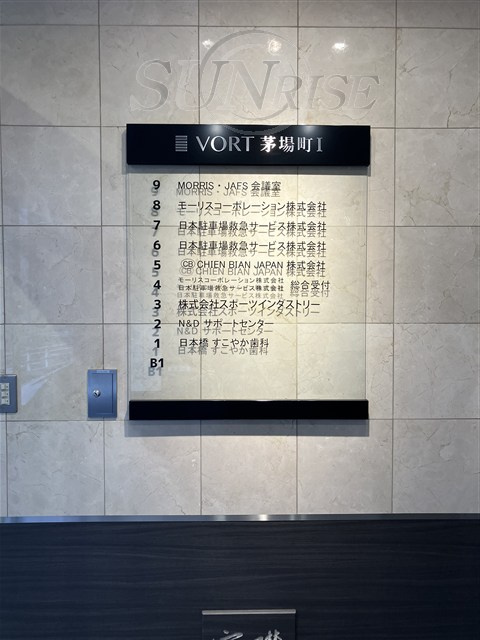 SUNRISE
VORT 茅場町 I
9 MORRIS・JAFS 会議室
8 モーリスコーポレーション株式会社
7 日本駐車場救急サービス株式会社
6 日本駐車場救急サービス株式会社
5 CB CHIEN BIAN JAPAN 株式会社
モーリスコーポレーション株式会社
4 日本駐車場救急サービス株式会社 総合受付
3 株式会社スポーツインダストリー
2 N&D サポートセンター
1 日本橋 すこやか歯科
B1